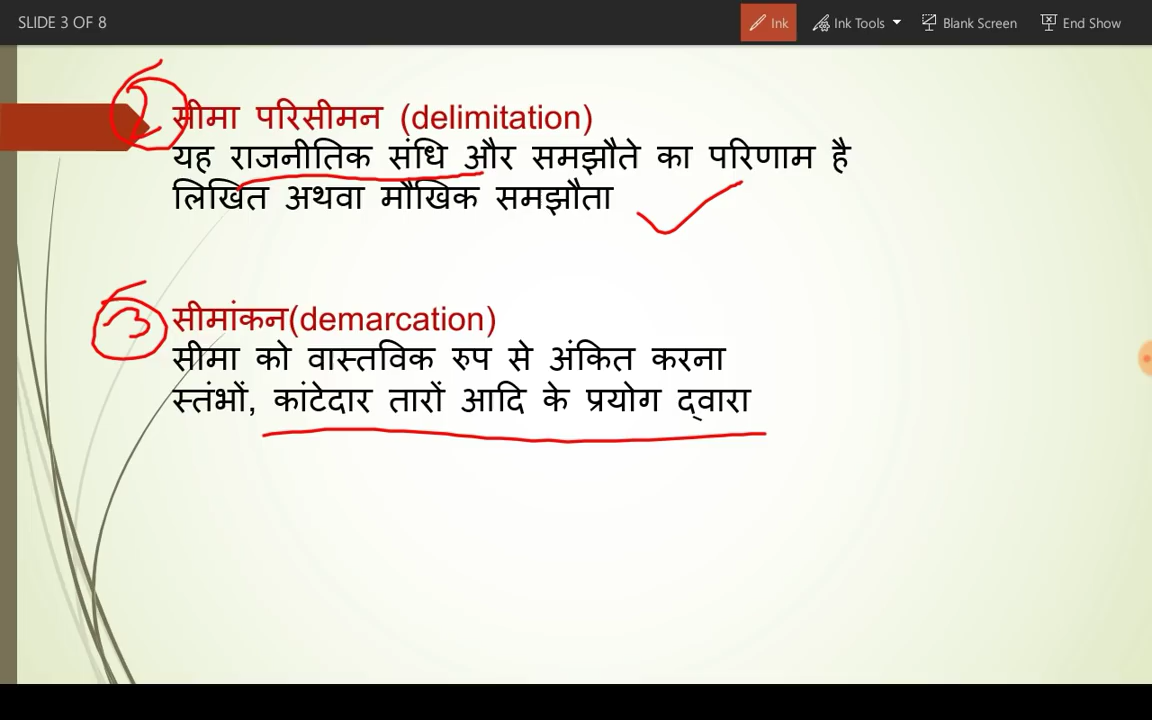 SLIDE 3 OF 8
Ink
Ink Tools
Blank Screen
End Show
2
सीमा परिसीमन (delimitation)
यह राजनीतिक संधि और समझौते का परिणाम है
लिखित अथवा मौखिक समझौता
3
सीमांकन(demarcation)
सीमा को वास्तविक रुप से अंकित करना
स्तंभों, कांटेदार तारों आदि के प्रयोग द्वारा